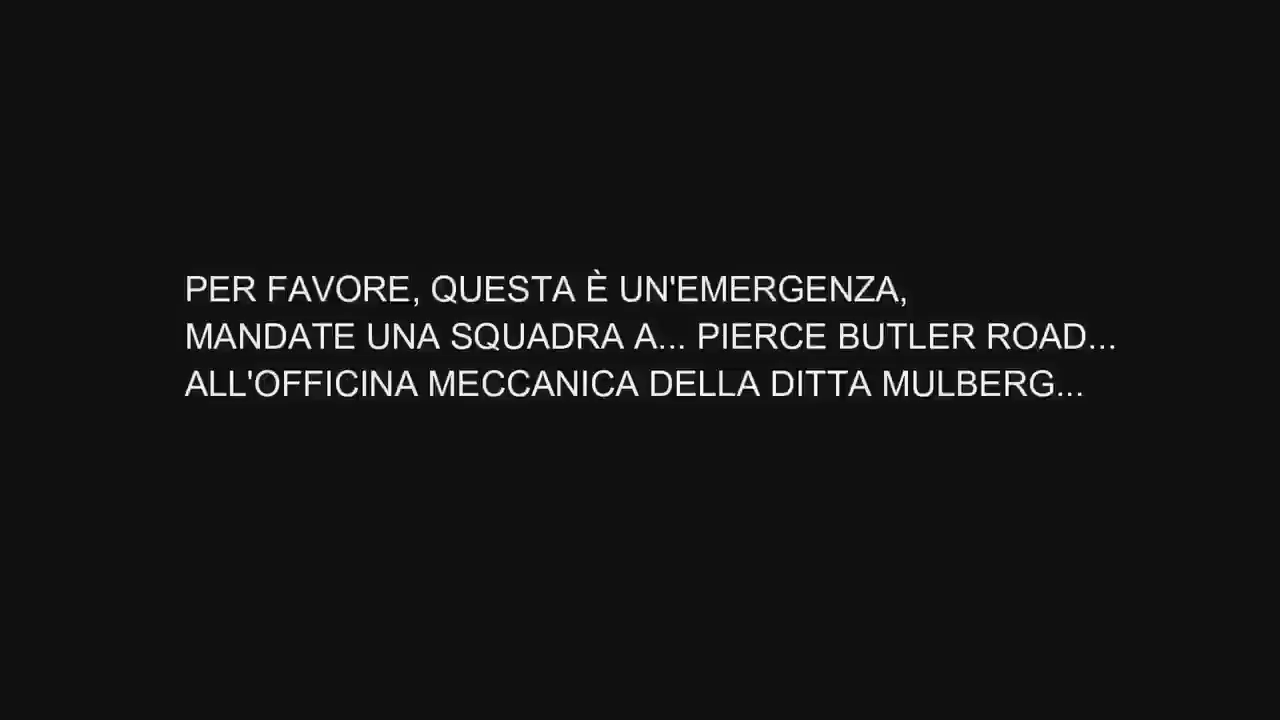 PER FAVORE, QUESTA È UN'EMERGENZA,
MANDATE UNA SQUADRA A... PIERCE BUTLER ROAD...
ALL'OFFICINA MECCANICA DELLA DITTA MULBERG...